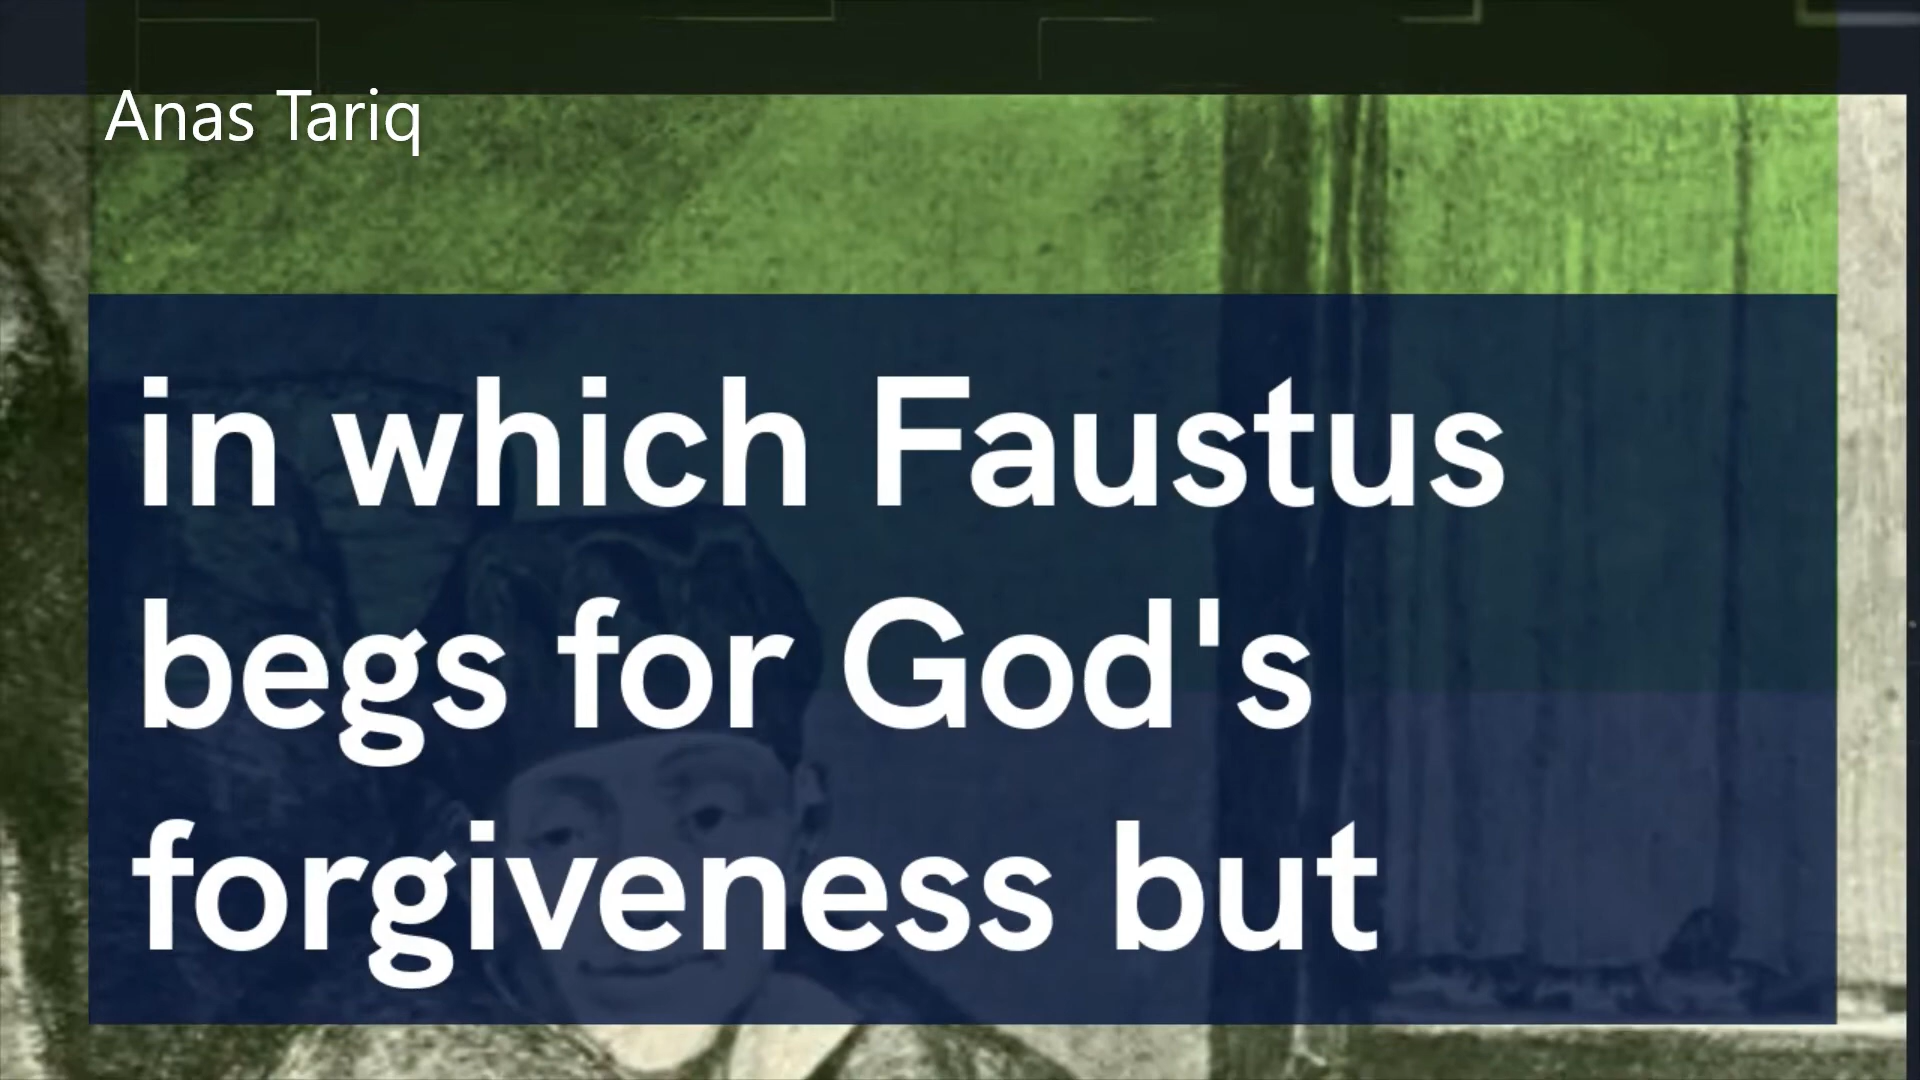 Anas Tariq
in which Faustus
begs for God's
forgiveness but